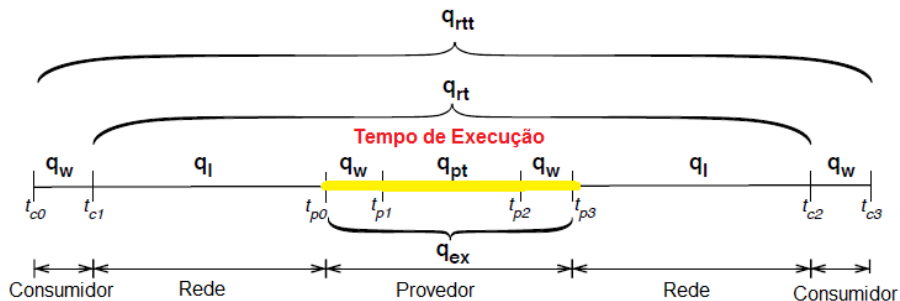 qrtt
qrt
Tempo de Execução
qw ql qw qpt qw ql qw
tc0 tc1 tp0 tp1 tp2 tp3 tc2 tc3
qex
Consumidor Rede Provedor Rede Consumidor